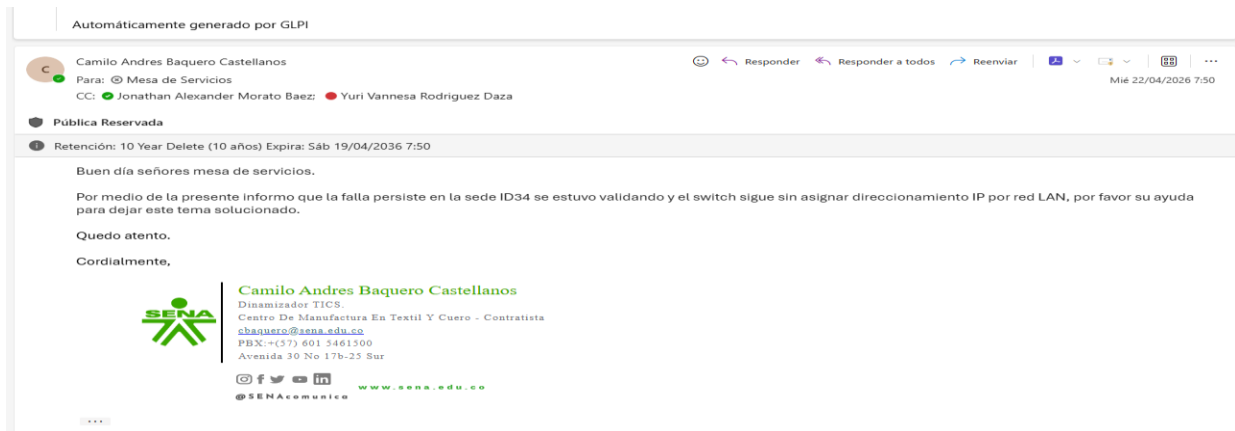 Automáticamente generado por GLPI
C
Camilo Andres Baquero Castellanos
Responder Responder a todos Reenviar
Para: Mesa de Servicios
Mié 22/04/2026 7:50
CC: Jonathan Alexander Morato Baez; Yuri Vannesa Rodriguez Daza
Pública Reservada
Retención: 10 Year Delete (10 años) Expira: Sáb 19/04/2036 7:50
Buen día señores mesa de servicios.
Por medio de la presente informo que la falla persiste en la sede ID34 se estuvo validando y el switch sigue sin asignar direccionamiento IP por red LAN, por favor su ayuda
para dejar este tema solucionado.
Quedo atento.
Cordialmente,
SENA
Camilo Andres Baquero Castellanos
Dinamizador TICS.
Centro De Manufactura En Textil Y Cuero - Contratista
cbaquero@sena.edu.co
PBX:+(57) 601 5461500
Avenida 30 No 17b-25 Sur
@SENAcomunica
www.sena.edu.co